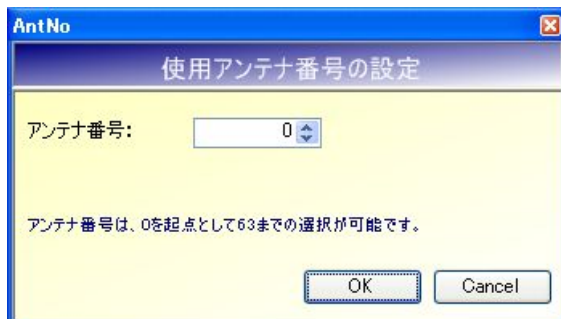 AntNo
使用アンテナ番号の設定
アンテナ番号: 0
アンテナ番号は、0を起点として63までの選択が可能です。
OK Cancel